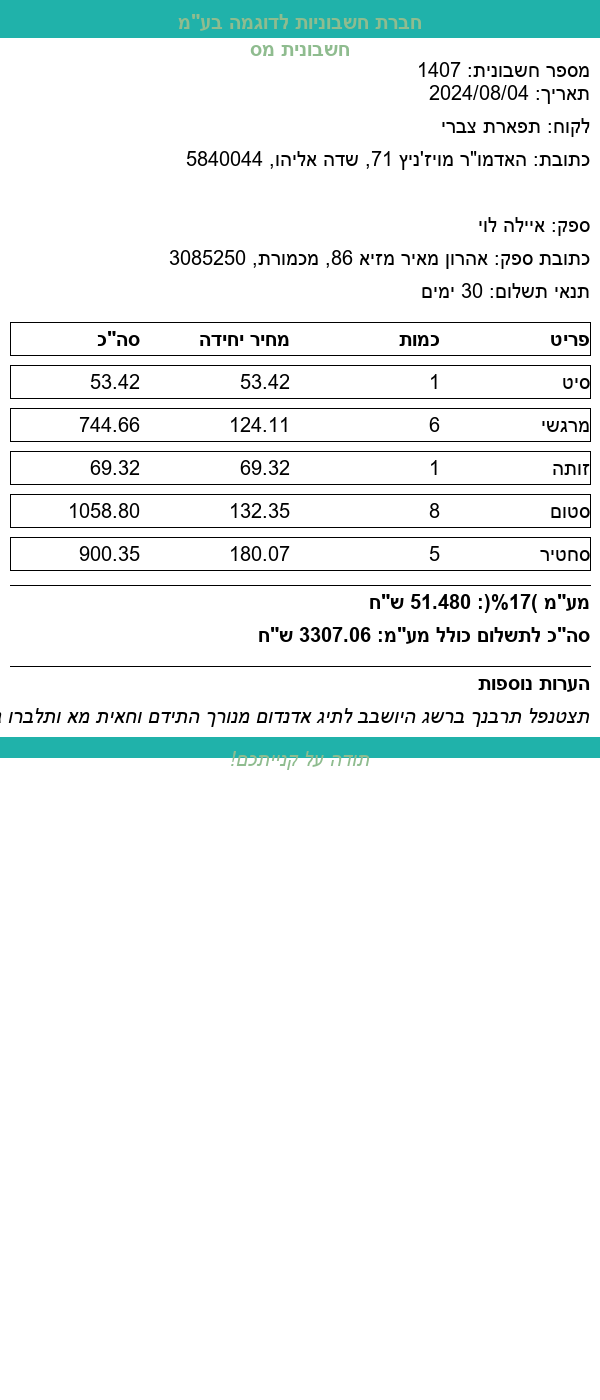 חברת חשבוניות לדוגמה בע"מ
חשבונית מס
מספר חשבונית: 1407
תאריך: 2024/08/04
לקוח: תפארת צברי
כתובת: האדמו"ר מויז'ניץ 71, שדה אליהו, 5840044
ספק: איילה לוי
כתובת ספק: אהרון מאיר מזיא 86, מכמורת, 3085250
תנאי תשלום: 30 ימים
פריט כמות מחיר יחידה סה"כ
סיט 1 53.42 53.42
מרגשי 6 124.11 744.66
זותה 1 69.32 69.32
סטום 8 132.35 1058.80
סחטיר 5 180.07 900.35
מע"מ )17%(: 51.480 ש"ח
סה"כ לתשלום כולל מע"מ: 3307.06 ש"ח
הערות נוספות
תצטנפל תרבנך ברשג היושבב לתיג אדנדום מנורך התידם וחאית מא ותלברו
תודה על קנייתכם!